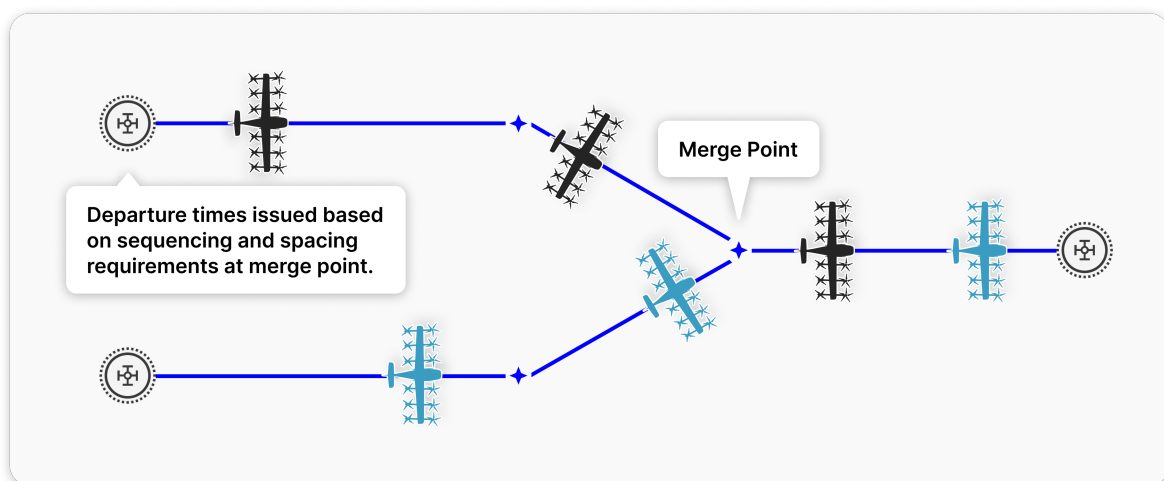 Merge Point
Departure times issued based
on sequencing and spacing
requirements at merge point.